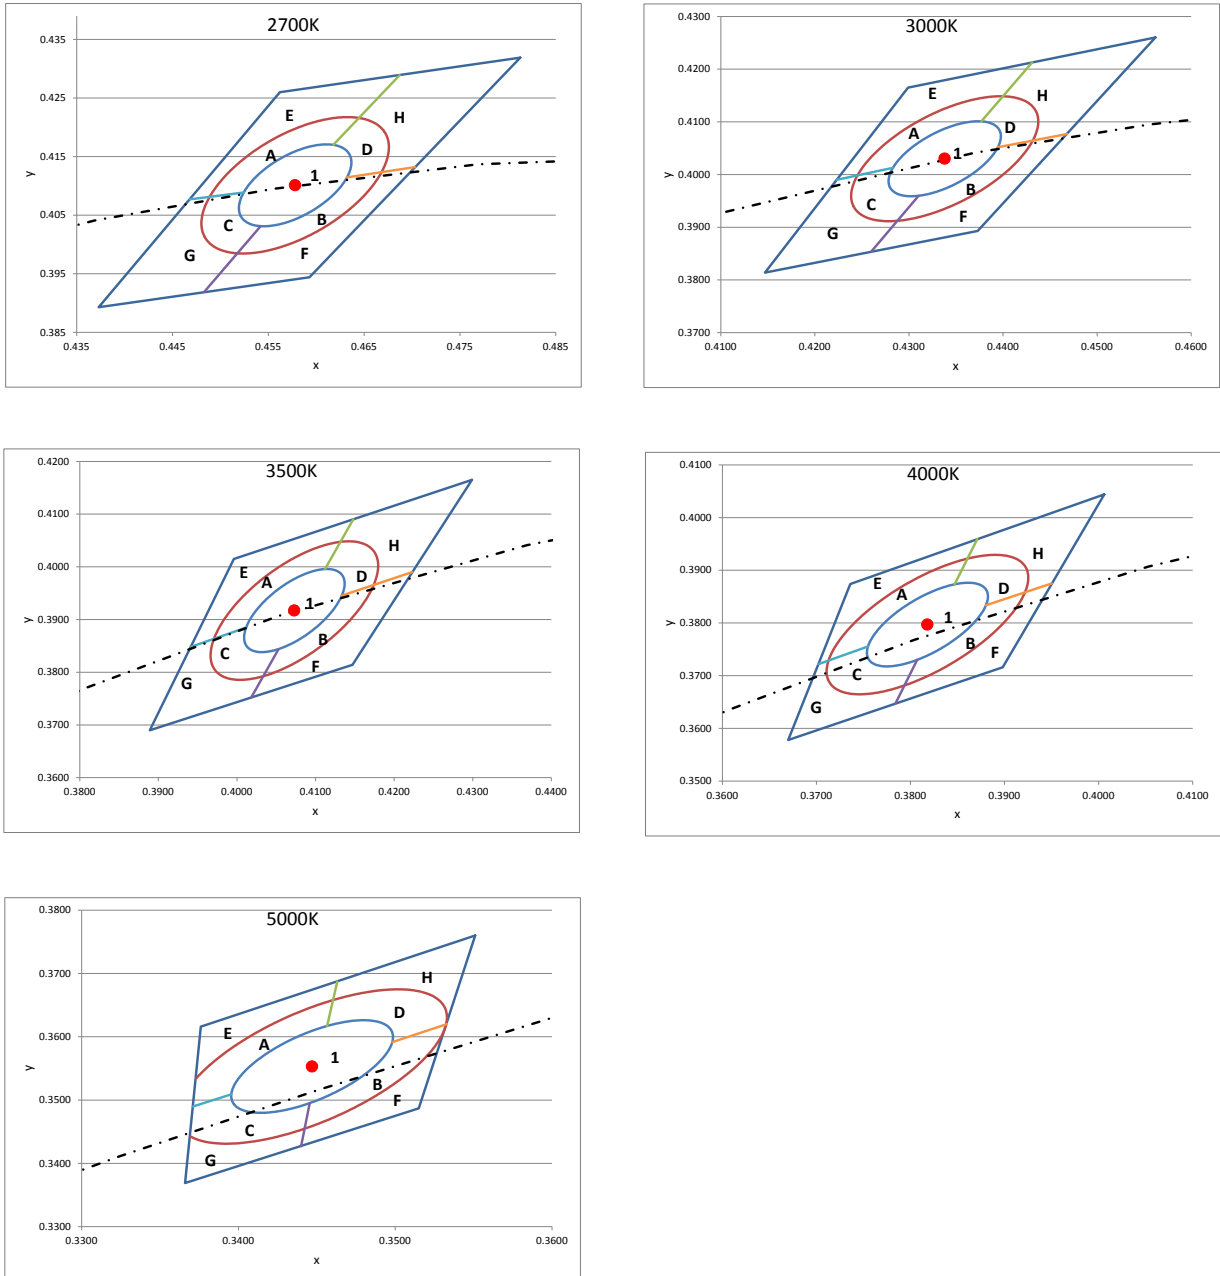 2700K
0.435
0.425
0.415
0.405
0.395
0.385
y
E
H
A
D
1
C
B
G
F
0.435 0.445 0.455 0.465 0.475 0.485
x
3000K
0.4300
0.4200
0.4100
0.4000
0.3900
0.3800
0.3700
y
E
H
A
D
1
B
C
F
G
0.4100 0.4200 0.4300 0.4400 0.4500 0.4600
x
3500K
0.4200
0.4100
0.4000
0.3900
0.3800
0.3700
0.3600
y
H
E
A
D
1
B
C
F
G
0.3800 0.3900 0.4000 0.4100 0.4200 0.4300 0.4400
x
4000K
0.4100
0.4000
0.3900
0.3800
0.3700
0.3600
0.3500
y
H
E
A
D
1
B
F
C
G
0.3600 0.3700 0.3800 0.3900 0.4000 0.4100
x
5000K
0.3800
0.3700
0.3600
0.3500
0.3400
0.3300
y
H
D
E
A
1
B
F
C
G
0.3300 0.3400 0.3500 0.3600
x